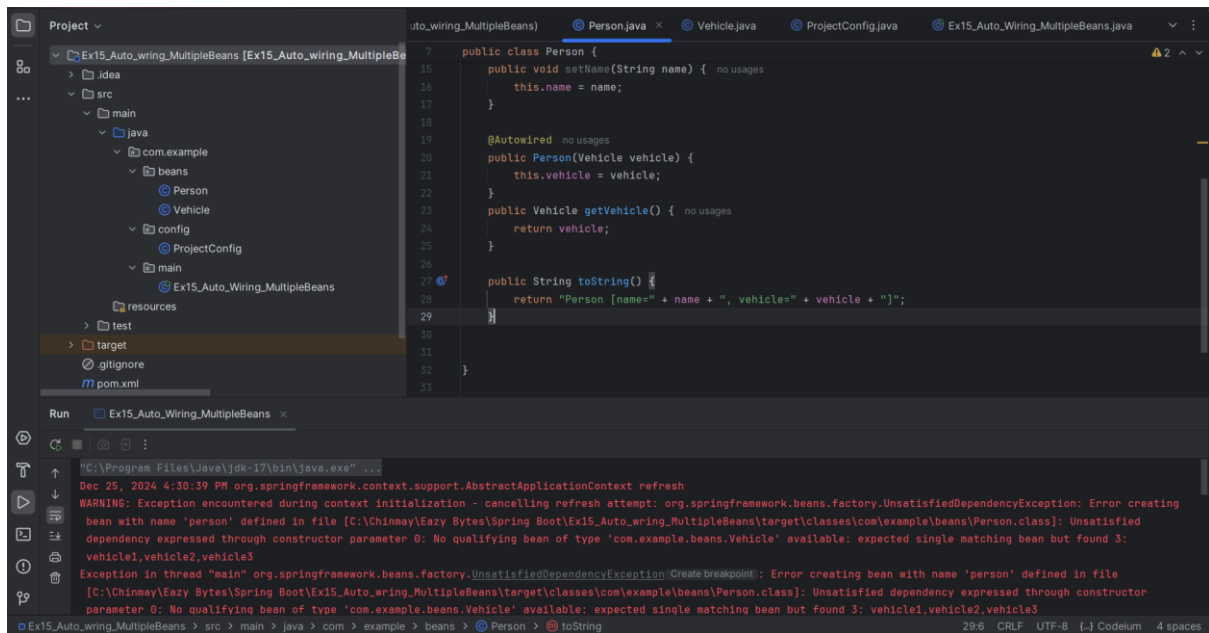 Project
Ex15_Auto_wring_MultipleBeans [Ex15_Auto_wiring_MultipleBe
.idea
src
main
java
com.example
beans
Person
Vehicle
config
ProjectConfig
main
Ex15_Auto_Wiring_MultipleBeans
resources
test
target
.gitignore
pom.xml
uto_wiring_MultipleBeans) Person.java × Vehicle.java ProjectConfig.java Ex15_Auto_Wiring_MultipleBeans.java
7 public class Person { 2
15 public void setName(String name) { no usages
16 this.name = name;
17 }
18
19 @Autowired no usages
20 public Person(Vehicle vehicle) {
21 this.vehicle = vehicle;
22 }
23 public Vehicle getVehicle() { no usages
24 return vehicle;
25 }
26
27 public String toString() {
28 return "Person [name=" + name + ", vehicle=" + vehicle + "]";
29 }
30
31
32 }
33
Run Ex15_Auto_Wiring_MultipleBeans ×
"C:\Program Files\Java\jdk-17\bin\java.exe" ...
Dec 25, 2024 4:30:39 PM org.springframework.context.support.AbstractApplicationContext refresh
WARNING: Exception encountered during context initialization - cancelling refresh attempt: org.springframework.beans.factory.UnsatisfiedDependencyException: Error creating
bean with name 'person' defined in file [C:\Chinmay\Eazy Bytes\Spring Boot\Ex15_Auto_wring_MultipleBeans\target\classes\com\example\beans\Person.class]: Unsatisfied
dependency expressed through constructor parameter 0: No qualifying bean of type 'com.example.beans.Vehicle' available: expected single matching bean but found 3:
vehicle1,vehicle2,vehicle3
Exception in thread "main" org.springframework.beans.factory.UnsatisfiedDependencyException Create breakpoint : Error creating bean with name 'person' defined in file
[C:\Chinmay\Eazy Bytes\Spring Boot\Ex15_Auto_wring_MultipleBeans\target\classes\com\example\beans\Person.class]: Unsatisfied dependency expressed through constructor
parameter 0: No qualifying bean of type 'com.example.beans.Vehicle' available: expected single matching bean but found 3: vehicle1,vehicle2,vehicle3
Ex15_Auto_wring_MultipleBeans > src > main > java > com > example > beans > Person > toString 29:6 CRLF UTF-8 {..} Codeium 4 spaces